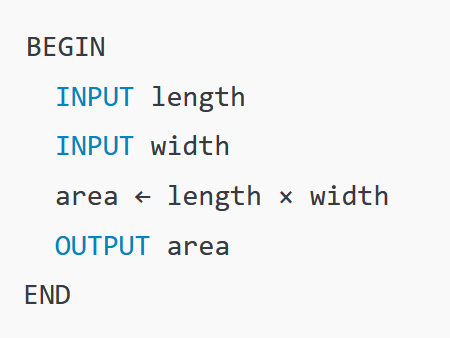 BEGIN
INPUT length
INPUT width
area ← length × width
OUTPUT area
END